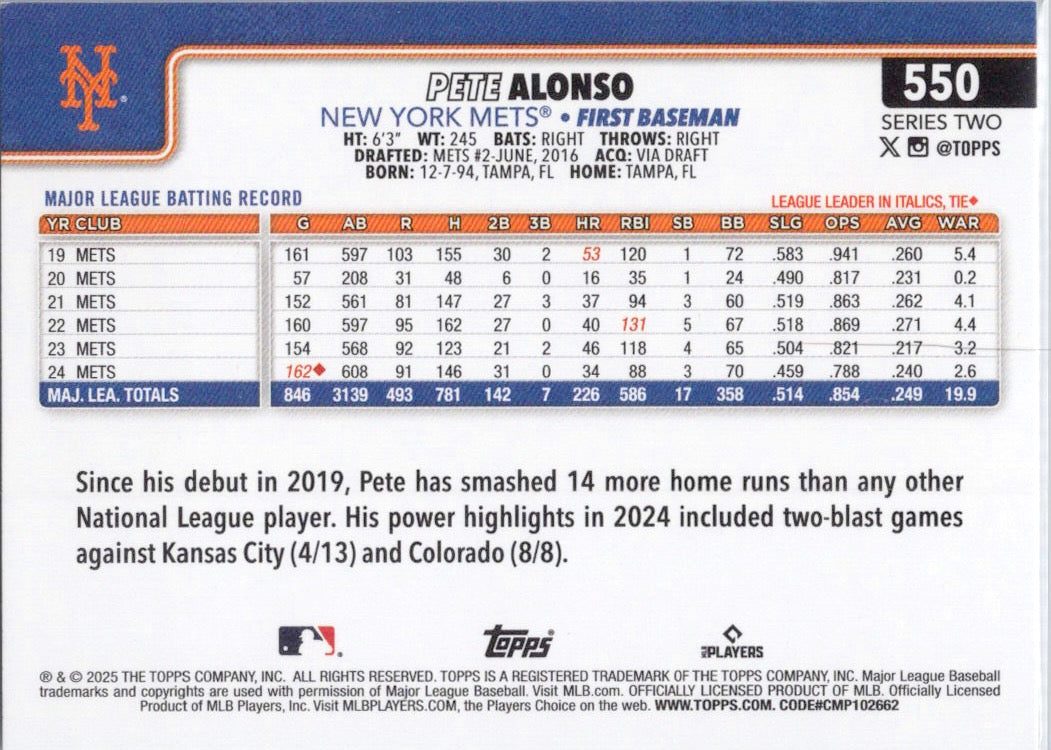 NY
PETE ALONSO
550
NEW YORK METS® • FIRST BASEMAN
SERIES TWO
HT: 6'3" WT: 245 BATS: RIGHT THROWS: RIGHT
@TOPPS
DRAFTED: METS #2-JUNE, 2016 ACQ: VIA DRAFT
BORN: 12-7-94, TAMPA, FL HOME: TAMPA, FL
MAJOR LEAGUE BATTING RECORD
LEAGUE LEADER IN ITALICS, TIE♦
YR CLUB G AB R H 2B 3B HR RBI SB BB SLG OPS AVG WAR
19 METS 161 597 103 155 30 2 53 120 1 72 .583 .941 .260 5.4
20 METS 57 208 31 48 6 0 16 35 1 24 .490 .817 .231 0.2
21 METS 152 561 81 147 27 3 37 94 3 60 .519 .863 .262 4.1
22 METS 160 597 95 162 27 0 40 131 5 67 .518 .869 .271 4.4
23 METS 154 568 92 123 21 2 46 118 4 65 .504 .821 .217 3.2
24 METS 162♦ 608 91 146 31 0 34 88 3 70 .459 .788 .240 2.6
MAJ. LEA. TOTALS 846 3139 493 781 142 7 226 586 17 358 .514 .854 .249 19.9
Since his debut in 2019, Pete has smashed 14 more home runs than any other
National League player. His power highlights in 2024 included two-blast games
against Kansas City (4/13) and Colorado (8/8).
Topps
MLB PLAYERS
® & © 2025 THE TOPPS COMPANY, INC. ALL RIGHTS RESERVED. TOPPS IS A REGISTERED TRADEMARK OF THE TOPPS COMPANY, INC. Major League Baseball
trademarks and copyrights are used with permission of Major League Baseball. Visit MLB.com. OFFICIALLY LICENSED PRODUCT OF MLB. Officially Licensed
Product of MLB Players, Inc. Visit MLBPLAYERS.COM, the Players Choice on the web. WWW.TOPPS.COM. CODE#CMP102662